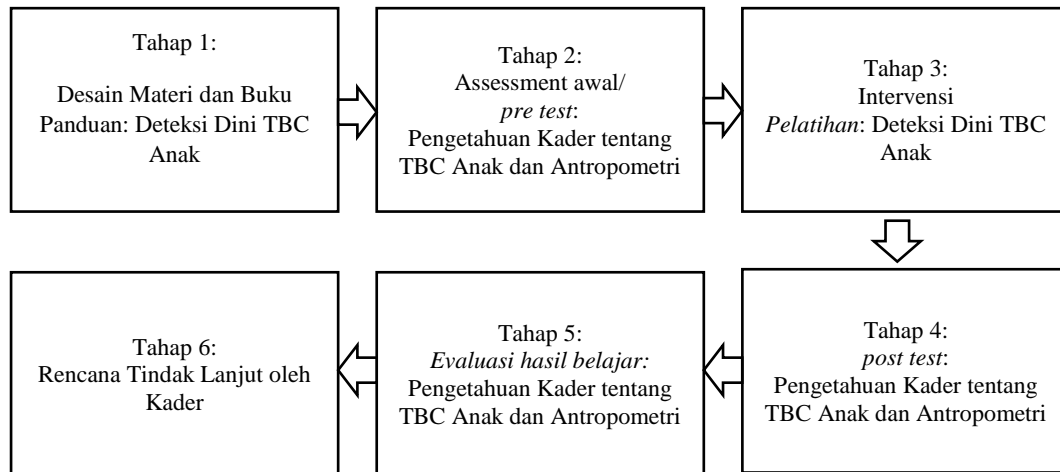 Tahap 1:
Desain Materi dan Buku
Panduan: Deteksi Dini TBC
Anak
Tahap 2:
Assessment awal/
pre test:
Pengetahuan Kader tentang
TBC Anak dan Antropometri
Tahap 3:
Intervensi
Pelatihan: Deteksi Dini TBC
Anak
Tahap 4:
post test:
Pengetahuan Kader tentang
TBC Anak dan Antropometri
Tahap 5:
Evaluasi hasil belajar:
Pengetahuan Kader tentang
TBC Anak dan Antropometri
Tahap 6:
Rencana Tindak Lanjut oleh
Kader